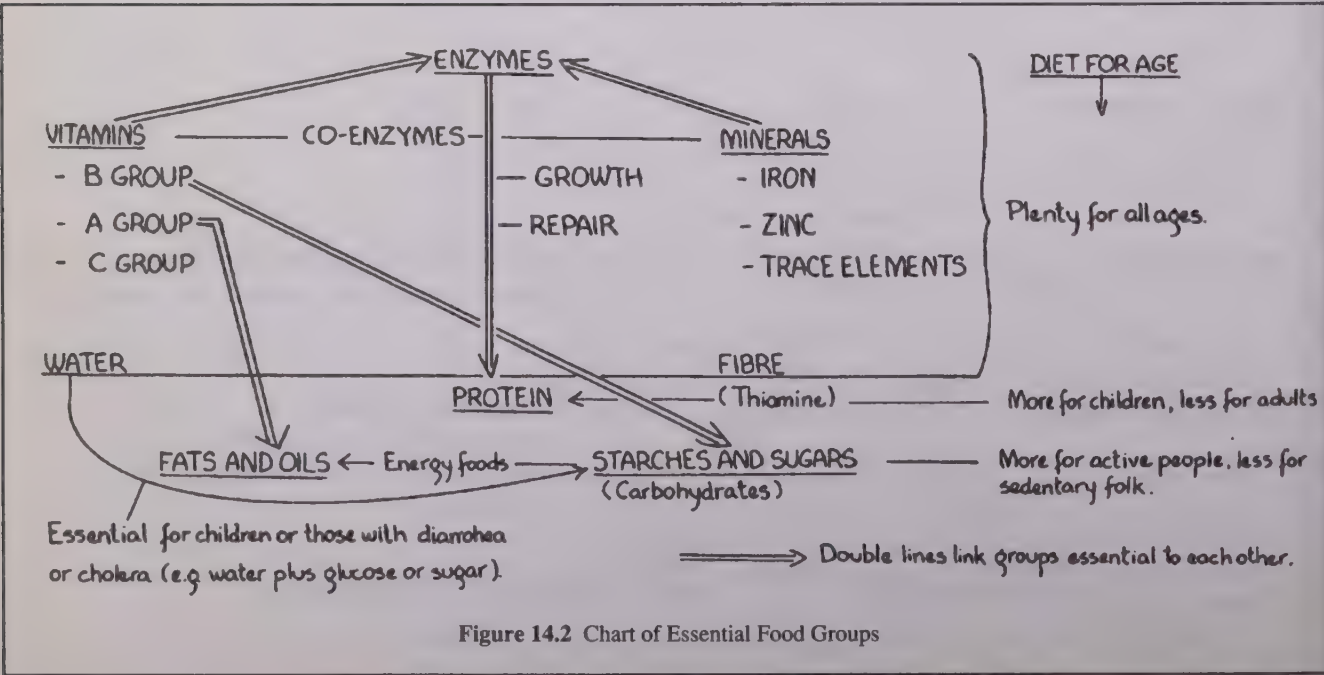 ENZYMES
DIET FOR AGE
VITAMINS
CO-ENZYMES
MINERALS
- B GROUP
- GROWTH
- IRON
- A GROUP
- REPAIR
- ZINC
Plenty for all ages.
- C GROUP
- TRACE ELEMENTS
WATER
FIBRE
PROTEIN
(Thiamine)
More for children, less for adults
FATS AND OILS
Energy foods
STARCHES AND SUGARS
(Carbohydrates)
More for active people, less for
sedentary folk.
Essential for children or those with diarrohea
or cholera (e.g water plus glucose or sugar).
Double lines link groups essential to each other.
Figure 14.2 Chart of Essential Food Groups